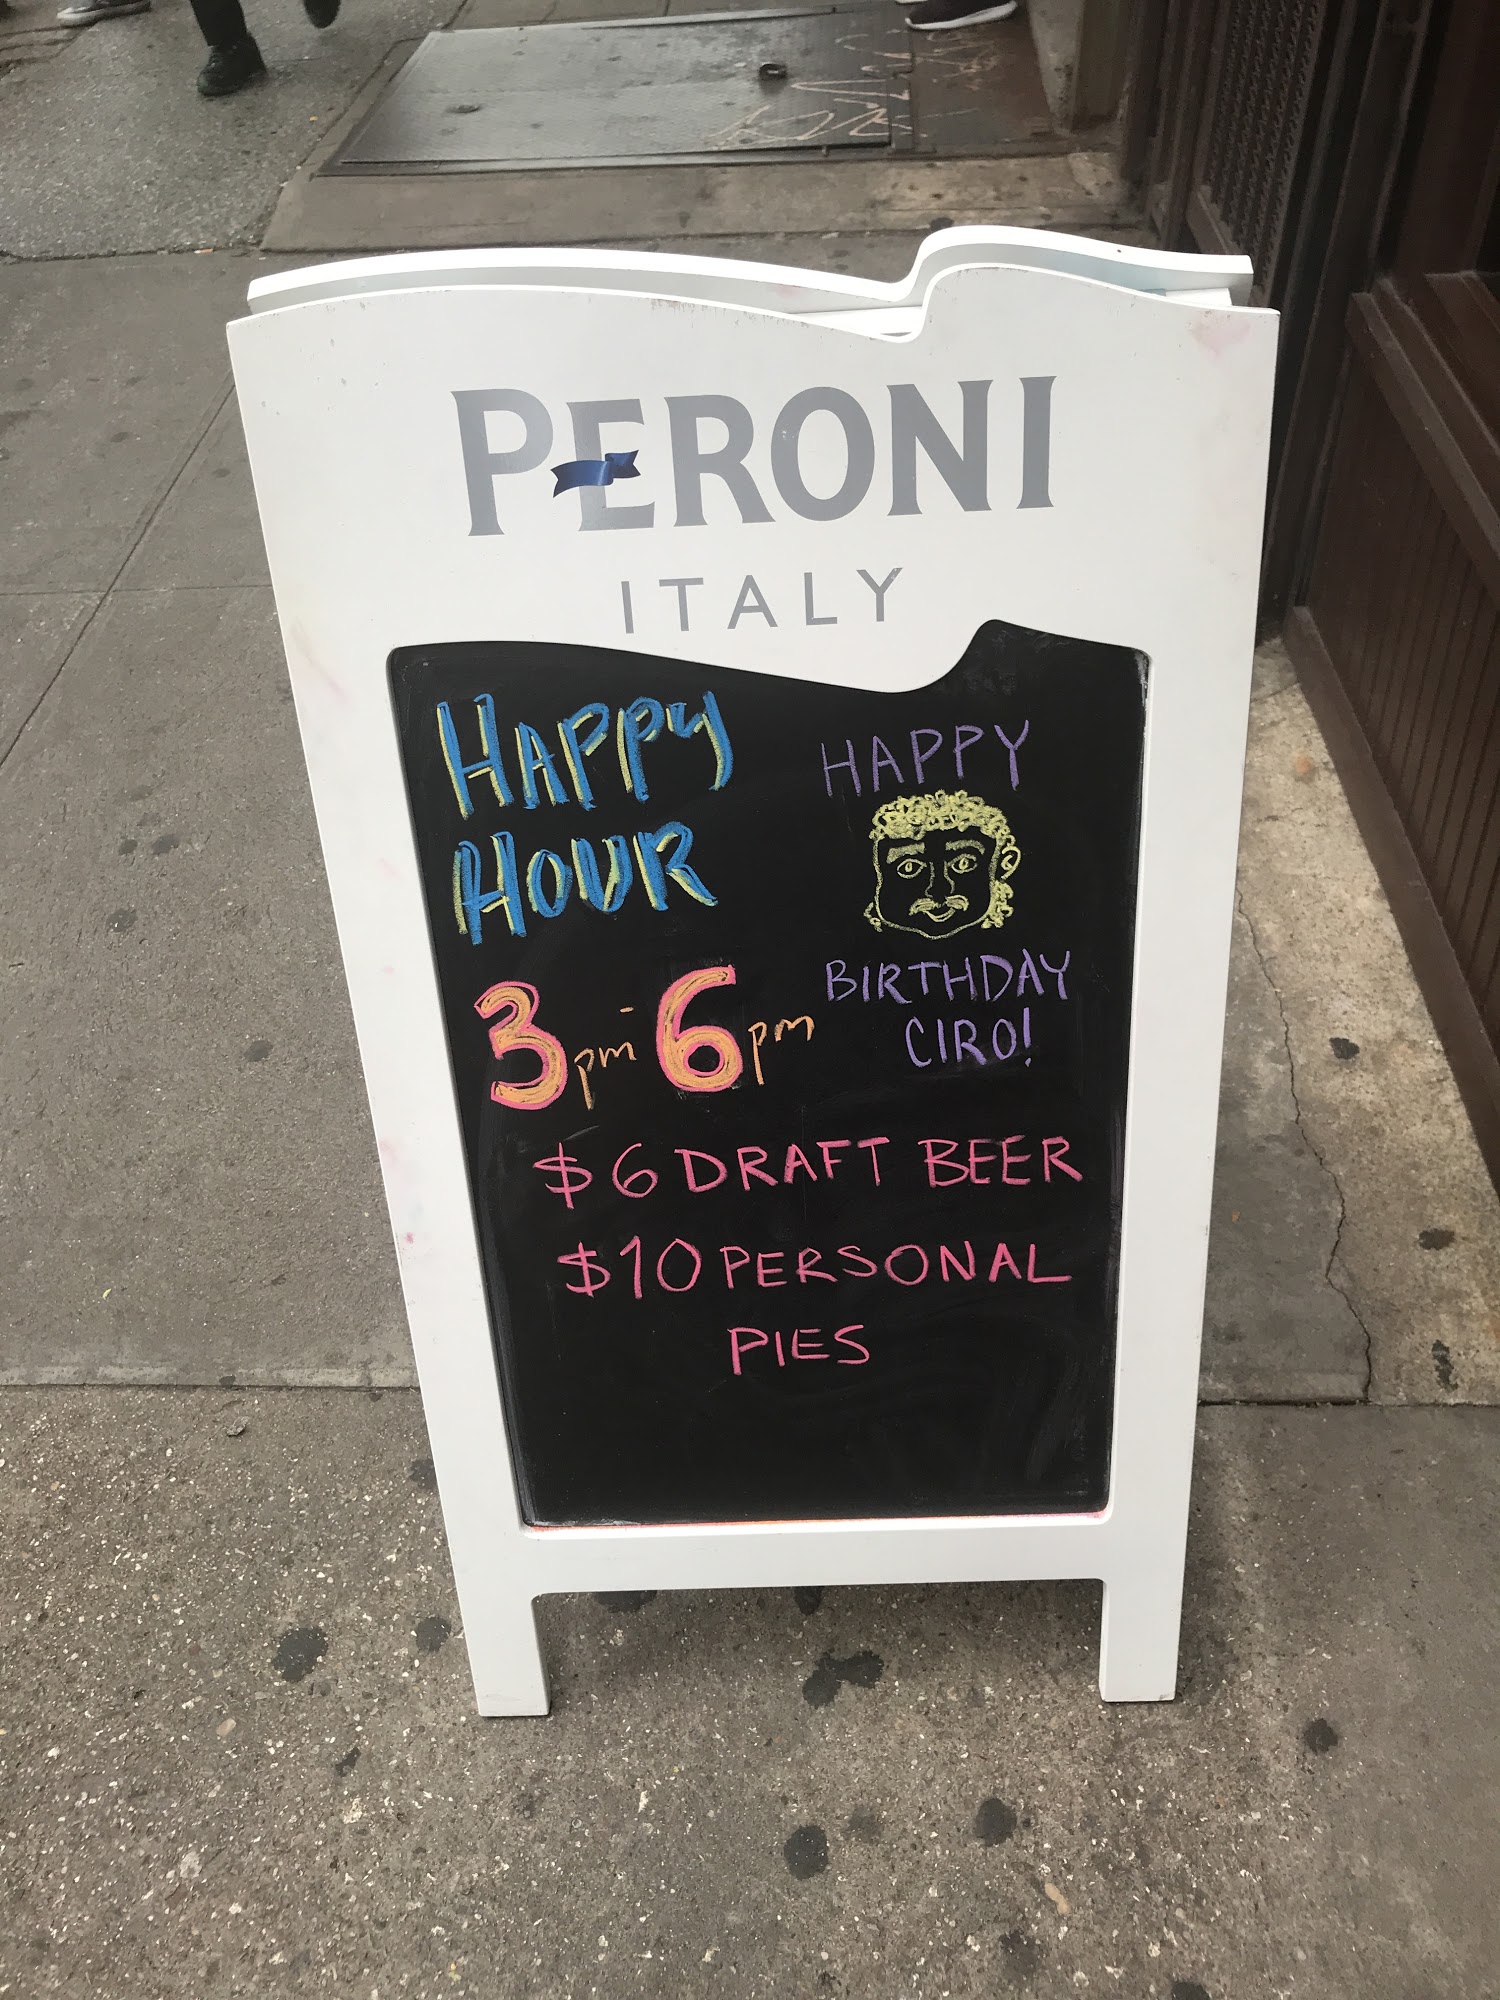 PERONI
ITALY
HAPPY
HOUR
3pm - 6pm
HAPPY
BIRTHDAY
CIRO!
$6 DRAFT BEER
$10 PERSONAL
PIES